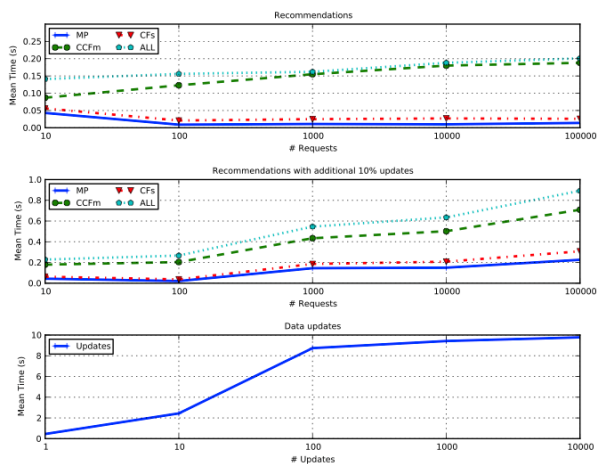 Recommendations
MP CFs
CCFm ALL
0.25
0.20
0.15
0.10
0.05
0.00
Mean Time (s)
10 100 1000 10000 100000
# Requests
Recommendations with additional 10% updates
MP CFs
CCFm ALL
1.0
0.8
0.6
0.4
0.2
0.0
Mean Time (s)
10 100 1000 10000 100000
# Requests
Data updates
Updates
10
8
6
4
2
0
Mean Time (s)
1 10 100 1000 10000
# Updates